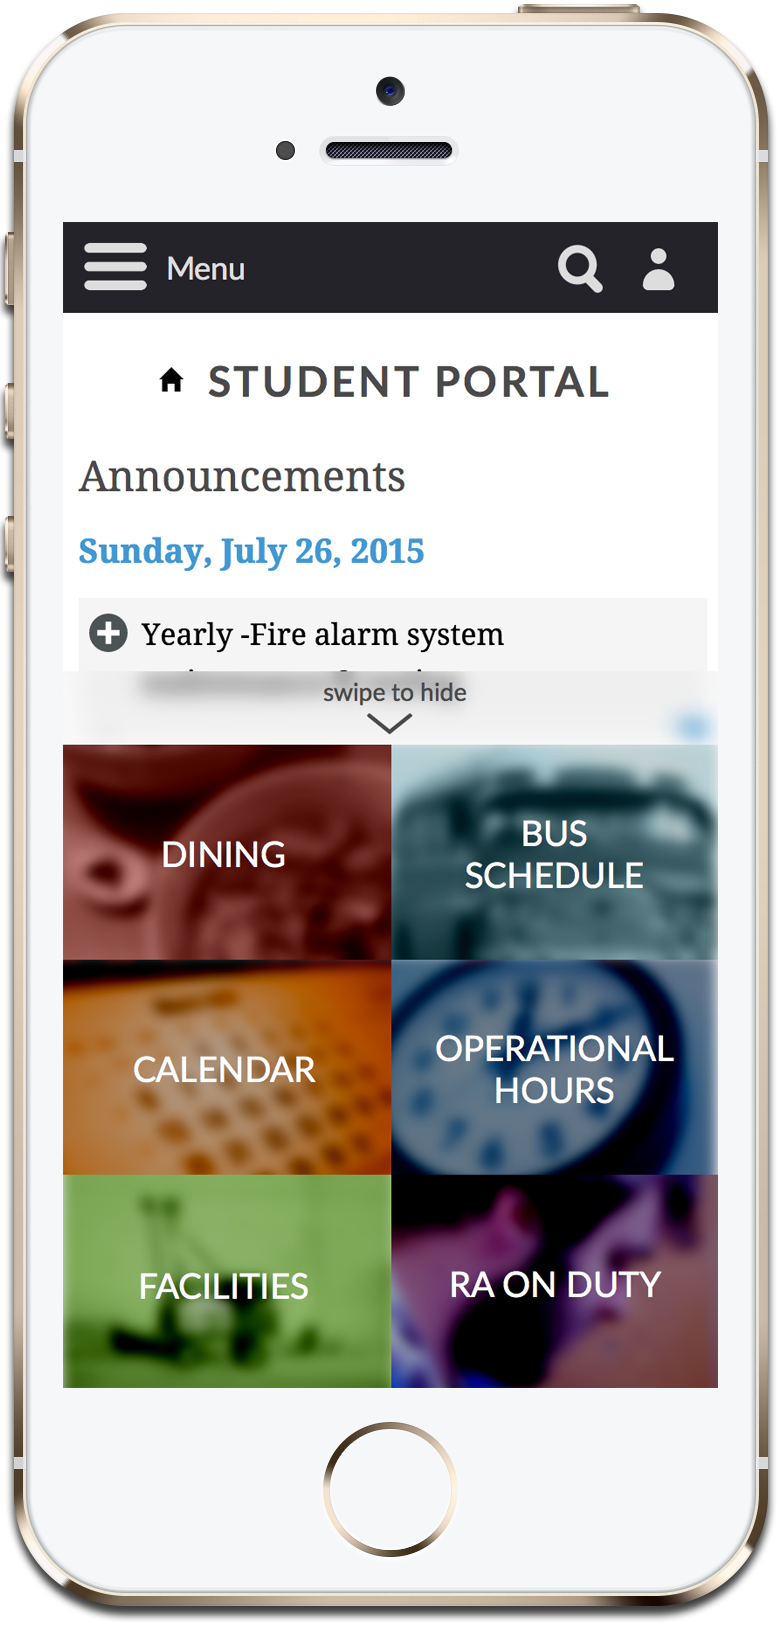 Menu
STUDENT PORTAL
Announcements
Sunday, July 26, 2015
Yearly -Fire alarm system
swipe to hide
DINING
BUS
SCHEDULE
CALENDAR
OPERATIONAL
HOURS
FACILITIES
RA ON DUTY